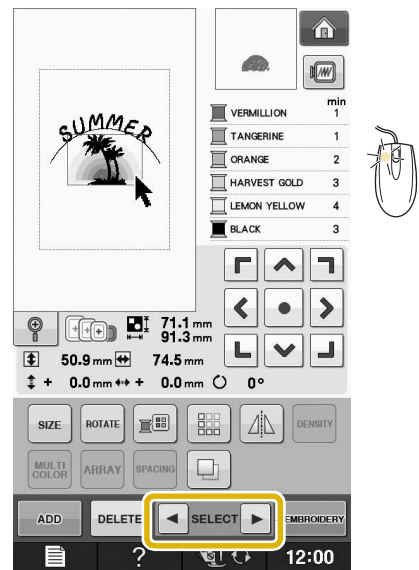 SUMMER
min
VERMILLION 1
TANGERINE 1
ORANGE 2
HARVEST GOLD 3
LEMON YELLOW 4
BLACK 3
71.1 mm
91.3 mm
50.9 mm 74.5 mm
+ 0.0 mm + 0.0 mm 0°
SIZE ROTATE DENSITY
MULTI COLOR ARRAY SPACING
ADD DELETE SELECT EMBROIDERY
? 12:00